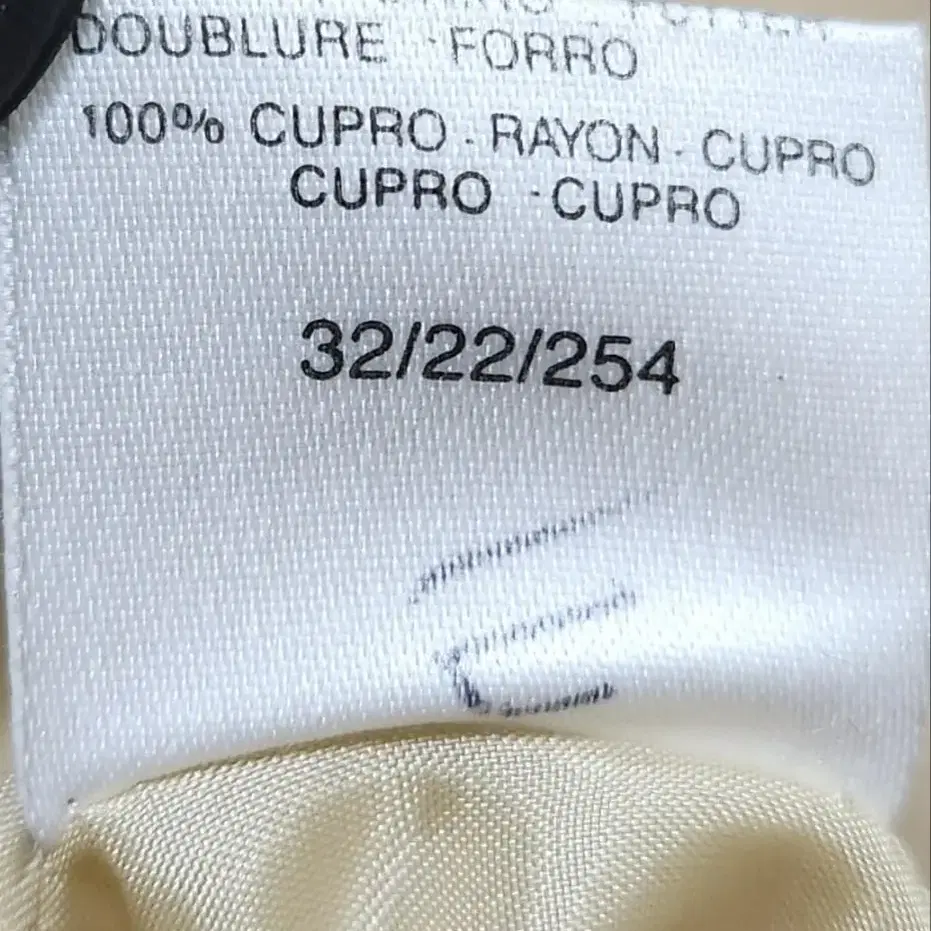 DOUBLURE - FORRO
100% CUPRO - RAYON - CUPRO
CUPRO - CUPRO
32/22/254